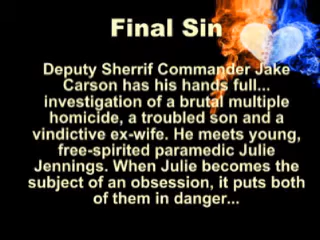 Final Sin
Deputy Sherrif Commander Jake
Carson has his hands full...
investigation of a brutal multiple
homicide, a troubled son and a
vindictive ex-wife. He meets young,
free-spirited paramedic Julie
Jennings. When Julie becomes the
subject of an obsession, it puts both
of them in danger...